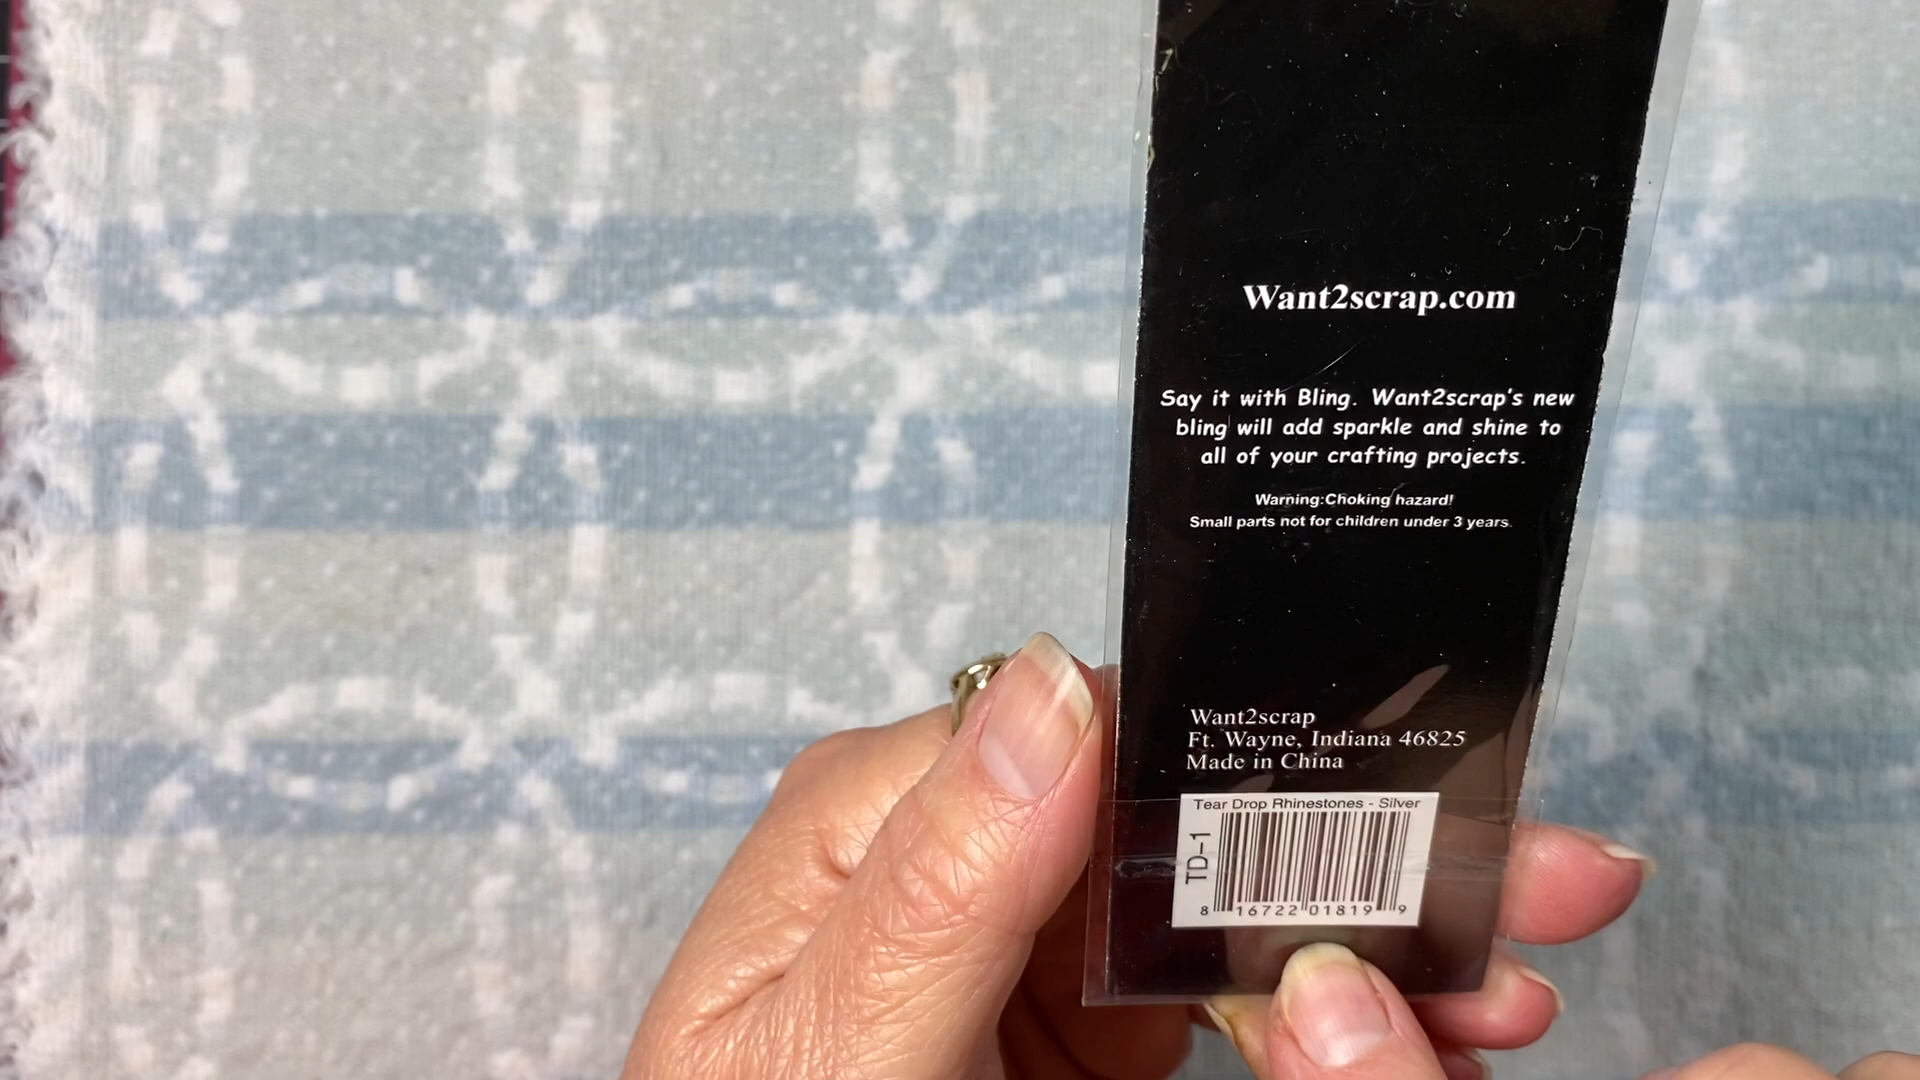 Want2scrap.com
Say it with Bling. Want2scrap's new
bling will add sparkle and shine to
all of your crafting projects.
Warning:Choking hazard!
Small parts not for children under 3 years.
Want2scrap
Ft. Wayne, Indiana 46825
Made in China
Tear Drop Rhinestones - Silver
TD-1
8 16722 01819 9